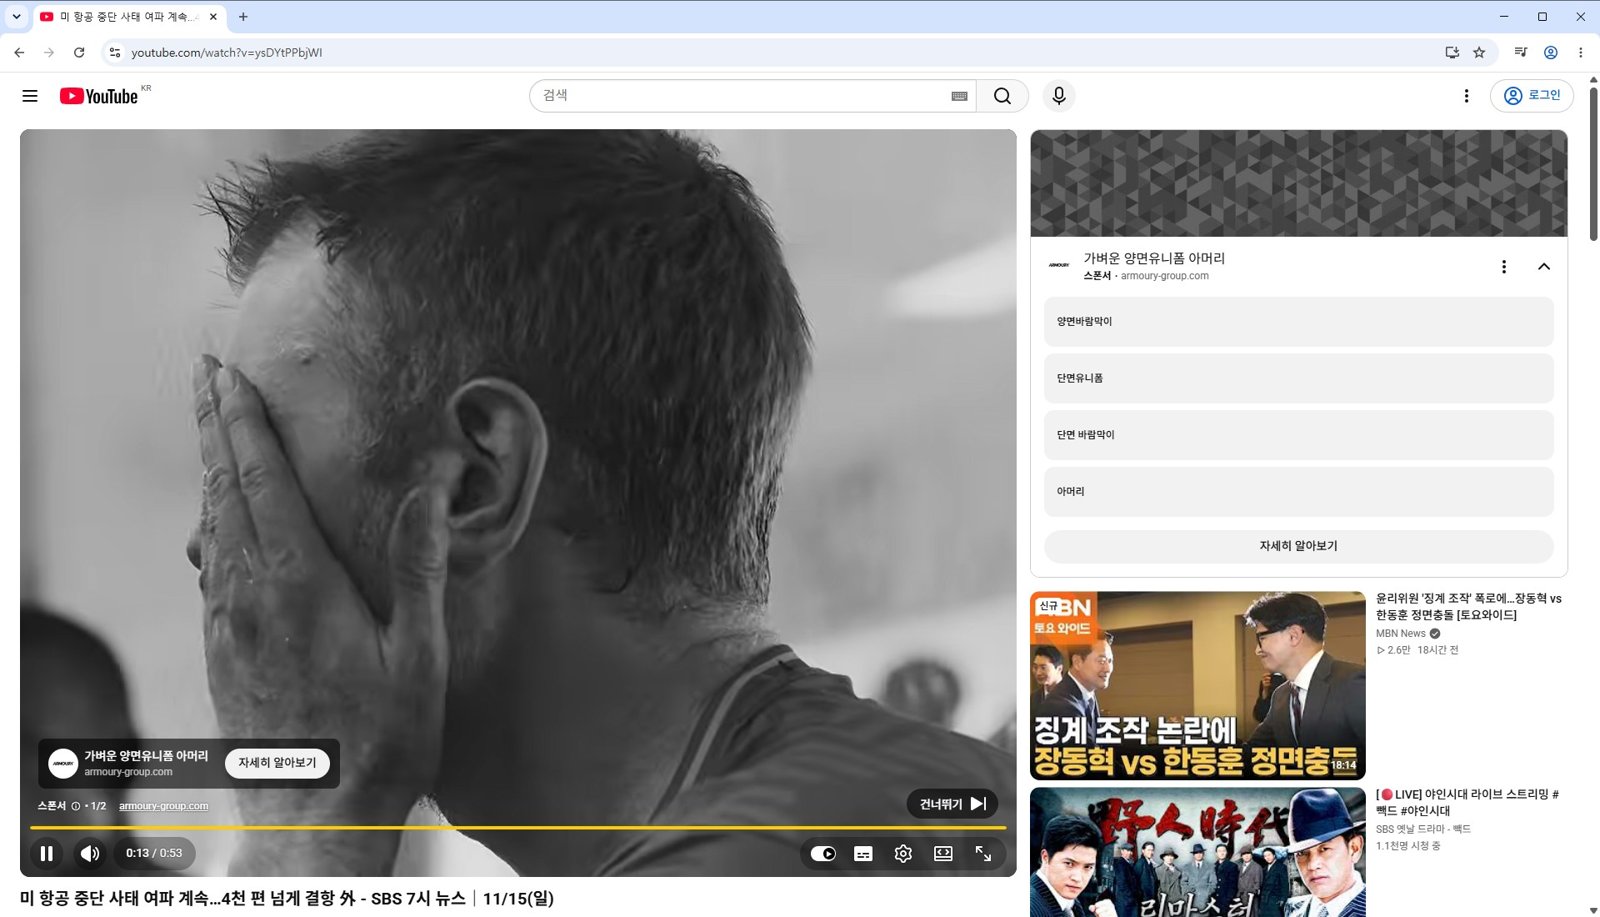 미 항공 중단 사태 여파 계속…4
youtube.com/watch?v=ysDYtPPbjWI
YouTube KR
검색
로그인
가벼운 양면유니폼 아머리
스폰서 · armoury-group.com
양면바람막이
단면유니폼
단면 바람막이
아머리
자세히 알아보기
ARMOURY
가벼운 양면유니폼 아머리
armoury-group.com
자세히 알아보기
스폰서 · 1/2 armoury-group.com
건너뛰기
0:13 / 0:53
미 항공 중단 사태 여파 계속…4천 편 넘게 결항 外 - SBS 7시 뉴스｜11/15(일)
신규
MBN
토요 와이드
징계 조작 논란에
장동혁 vs 한동훈 정면충돌
18:14
윤리위원 '징계 조작' 폭로에…장동혁 vs
한동훈 정면충돌 [토요와이드]
MBN News
2.6만 18시간 전
野人時代
리마스터
[🔴LIVE] 야인시대 라이브 스트리밍 #
빽드 #야인시대
SBS 옛날 드라마 - 빽드
1.1천명 시청 중